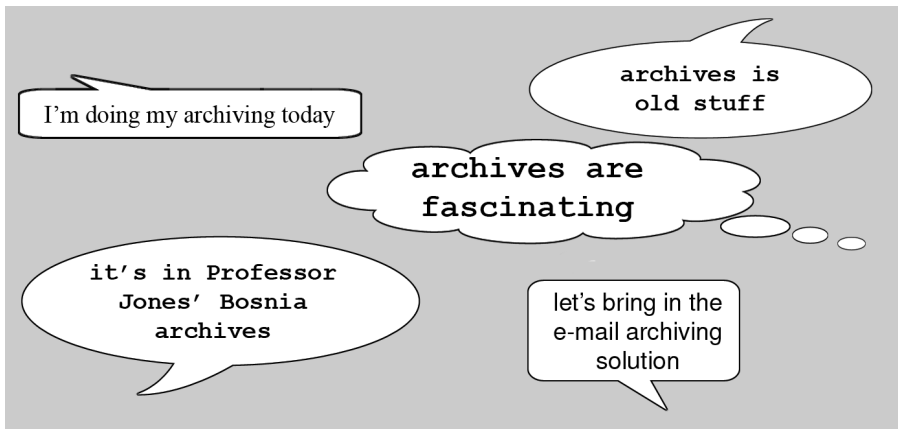 I'm doing my archiving today
archives is
old stuff
archives are
fascinating
it's in Professor
Jones' Bosnia
archives
let's bring in the
e-mail archiving
solution